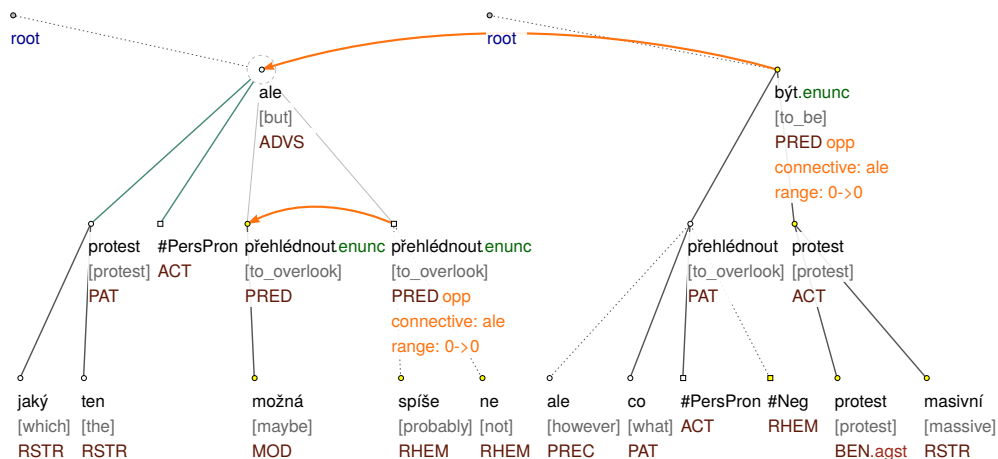 root
root
ale
[but]
ADVS
být.enunc
[to_be]
PRED opp
connective: ale
range: 0->0
protest
[protest]
PAT
#PersPron
ACT
přehlédnout.enunc
[to_overlook]
PRED
přehlédnout.enunc
[to_overlook]
PRED opp
connective: ale
range: 0->0
přehlédnout
[to_overlook]
PAT
protest
[protest]
ACT
jaký
[which]
RSTR
ten
[the]
RSTR
možná
[maybe]
MOD
spíše
[probably]
RHEM
ne
[not]
RHEM
ale
[however]
PREC
co
[what]
PAT
#PersPron
ACT
#Neg
RHEM
protest
[protest]
BEN.agst
masivní
[massive]
RSTR